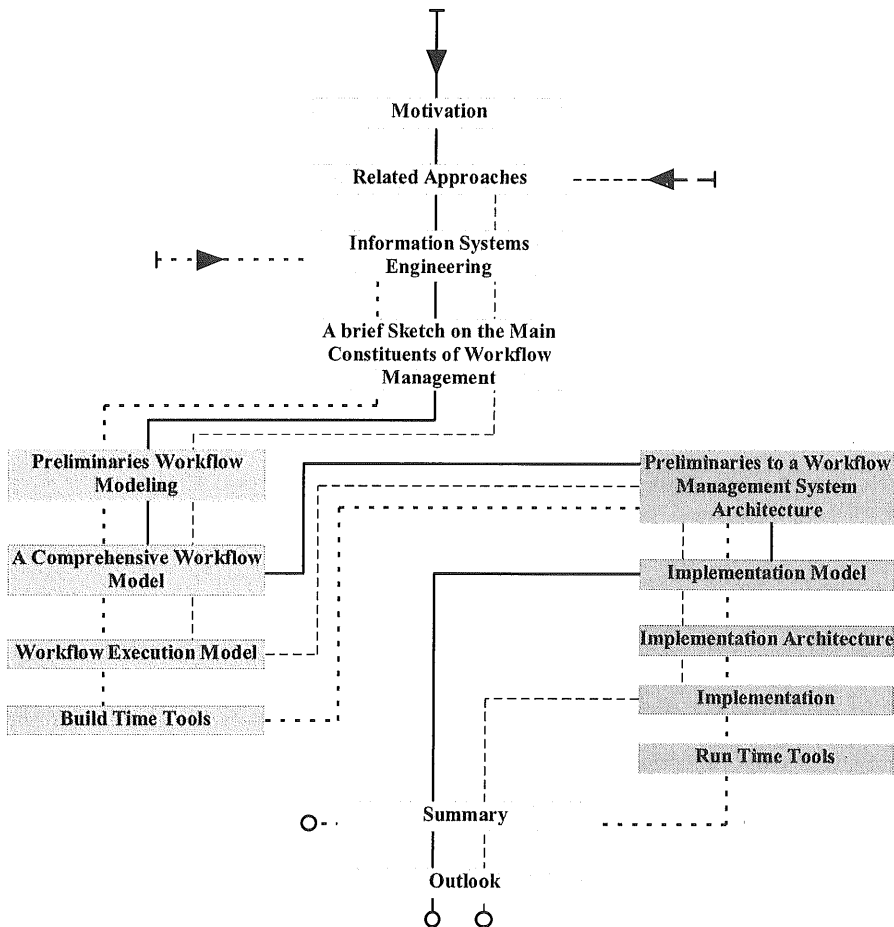 Motivation
Related Approaches
Information Systems
Engineering
A brief Sketch on the Main
Constituents of Workflow
Management
Preliminaries Workflow
Modeling
A Comprehensive Workflow
Model
Workflow Execution Model
Build Time Tools
Preliminaries to a Workflow
Management System
Architecture
Implementation Model
Implementation Architecture
Implementation
Run Time Tools
Summary
Outlook